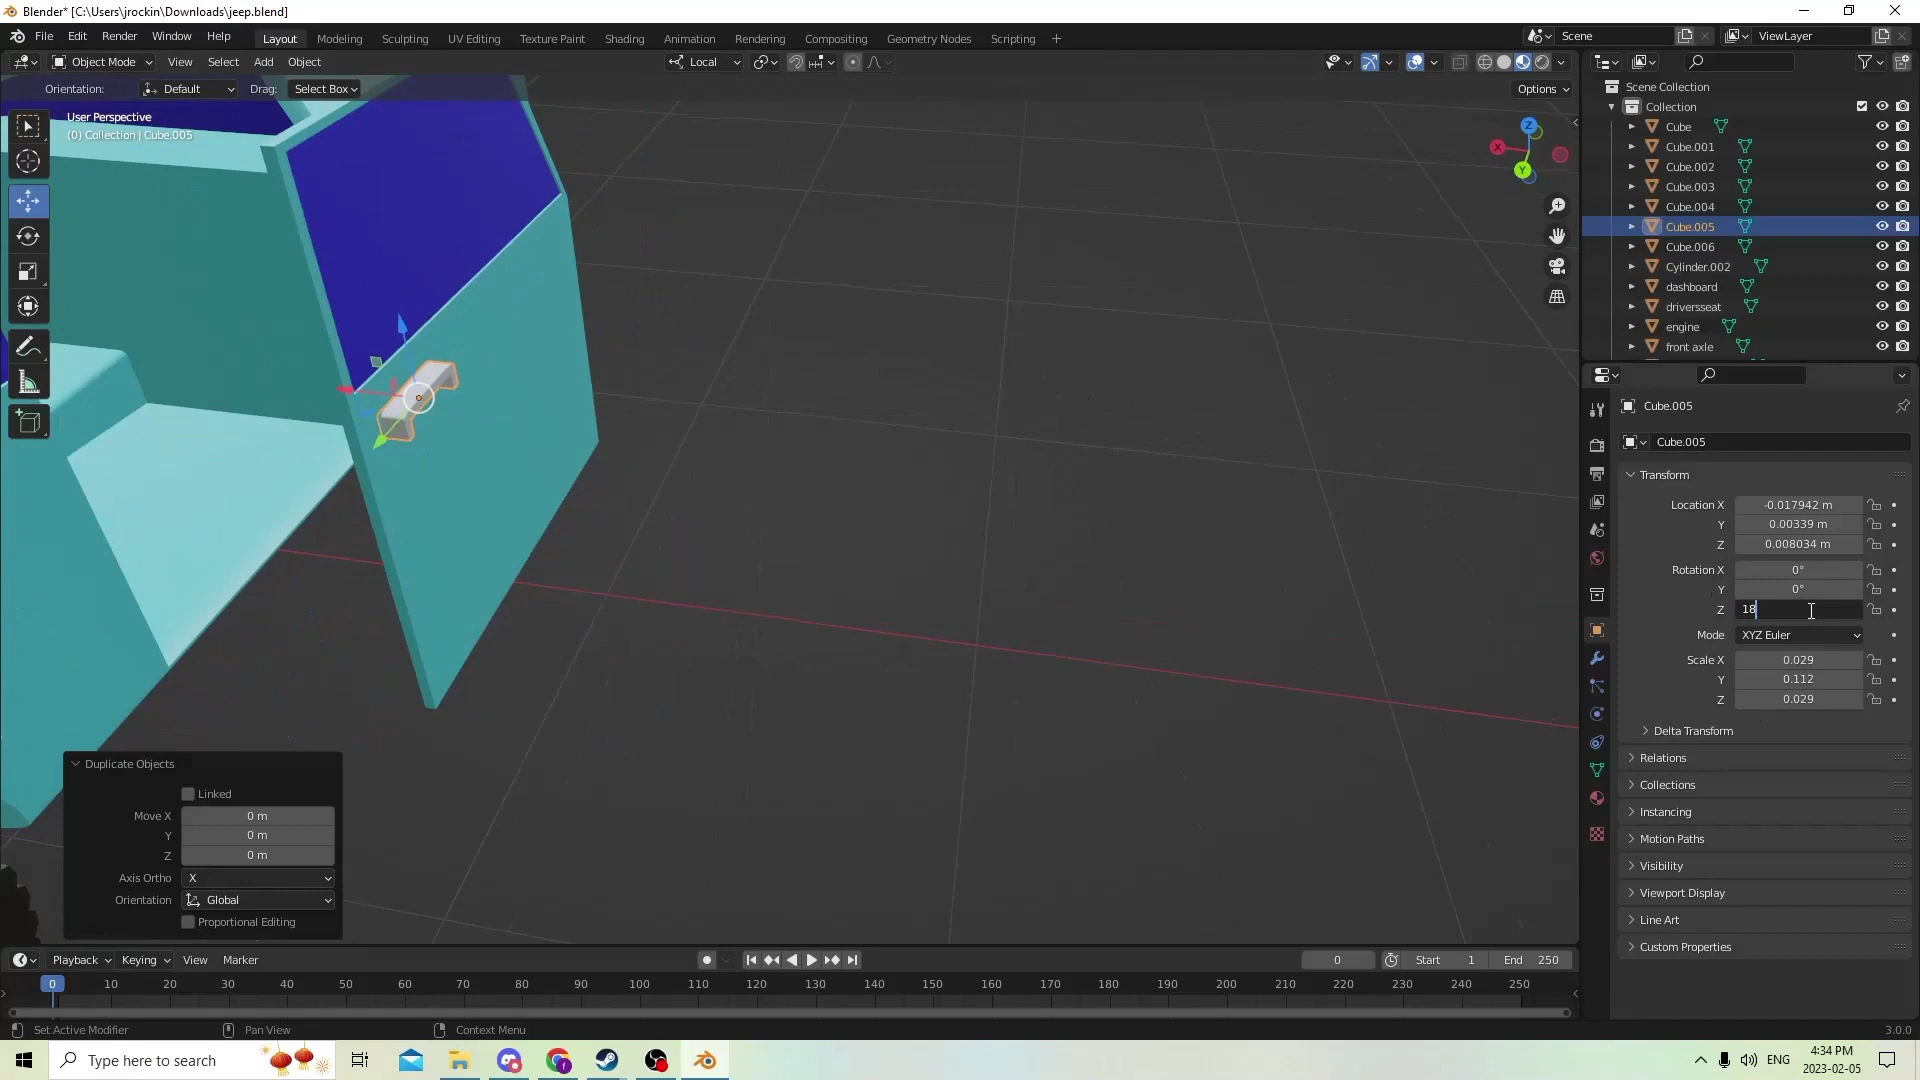 Blender* [C:\Users\jrockin\Downloads\jeep.blend]
File Edit Render Window Help
Layout Modeling Sculpting UV Editing Texture Paint Shading Animation Rendering Compositing Geometry Nodes Scripting +
Scene
ViewLayer
Object Mode View Select Add Object
Local
Orientation: Default Drag: Select Box
Options
User Perspective
(0) Collection | Cube.005
Z
X
Y
Scene Collection
Collection
Cube
Cube.001
Cube.002
Cube.003
Cube.004
Cube.005
Cube.006
Cylinder.002
dashboard
driversseat
engine
front axle
Cube.005
Cube.005
Transform
Location X -0.017942 m
Y 0.00339 m
Z 0.008034 m
Rotation X 0°
Y 0°
Z 18
Mode XYZ Euler
Scale X 0.029
Y 0.112
Z 0.029
Delta Transform
Relations
Collections
Instancing
Motion Paths
Visibility
Viewport Display
Line Art
Custom Properties
Duplicate Objects
Linked
Move X 0 m
Y 0 m
Z 0 m
Axis Ortho X
Orientation Global
Proportional Editing
Playback Keying View Marker
0 Start 1 End 250
0 10 20 30 40 50 60 70 80 90 100 110 120 130 140 150 160 170 180 190 200 210 220 230 240 250
Set Active Modifier Pan View Context Menu
3.0.0
Type here to search
ENG
4:34 PM
2023-02-05